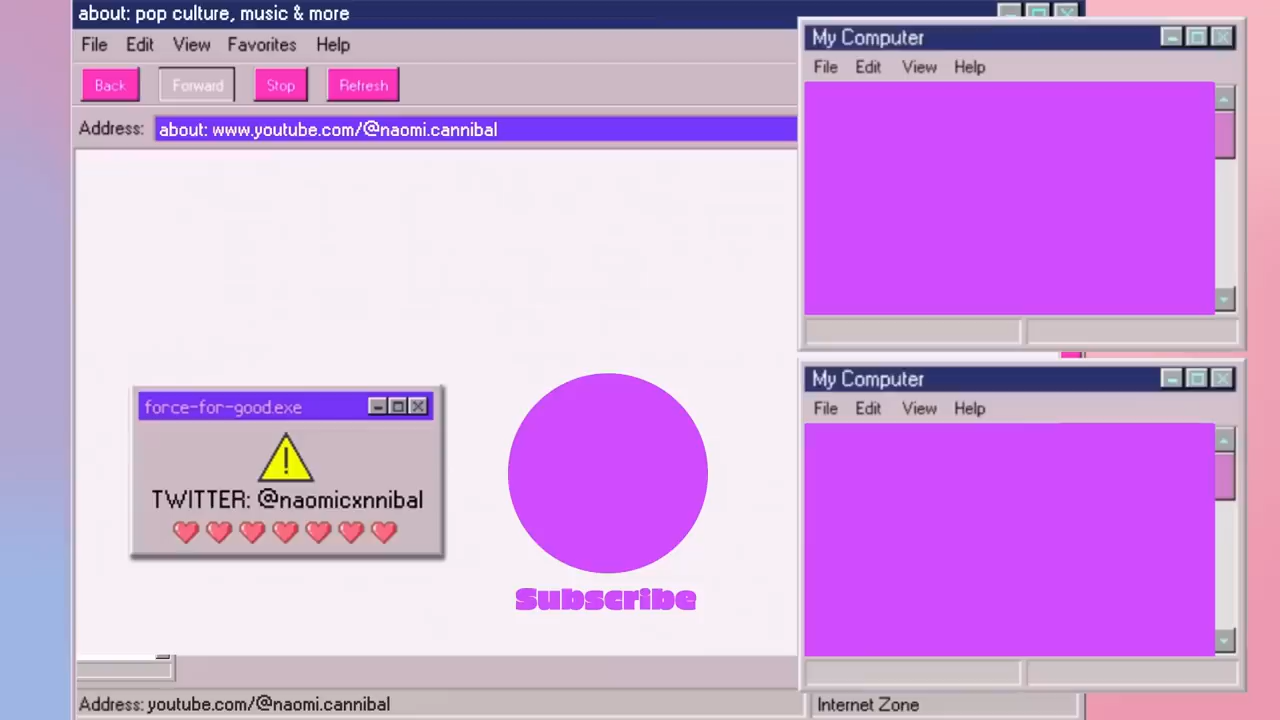 about: pop culture, music & more
File Edit View Favorites Help
Back Forward Stop Refresh
Address: about: www.youtube.com/@naomi.cannibal
My Computer
File Edit View Help
My Computer
File Edit View Help
force-for-good.exe
!
TWITTER: @naomicxnnibal
Subscribe
Address: youtube.com/@naomi.cannibal
Internet Zone